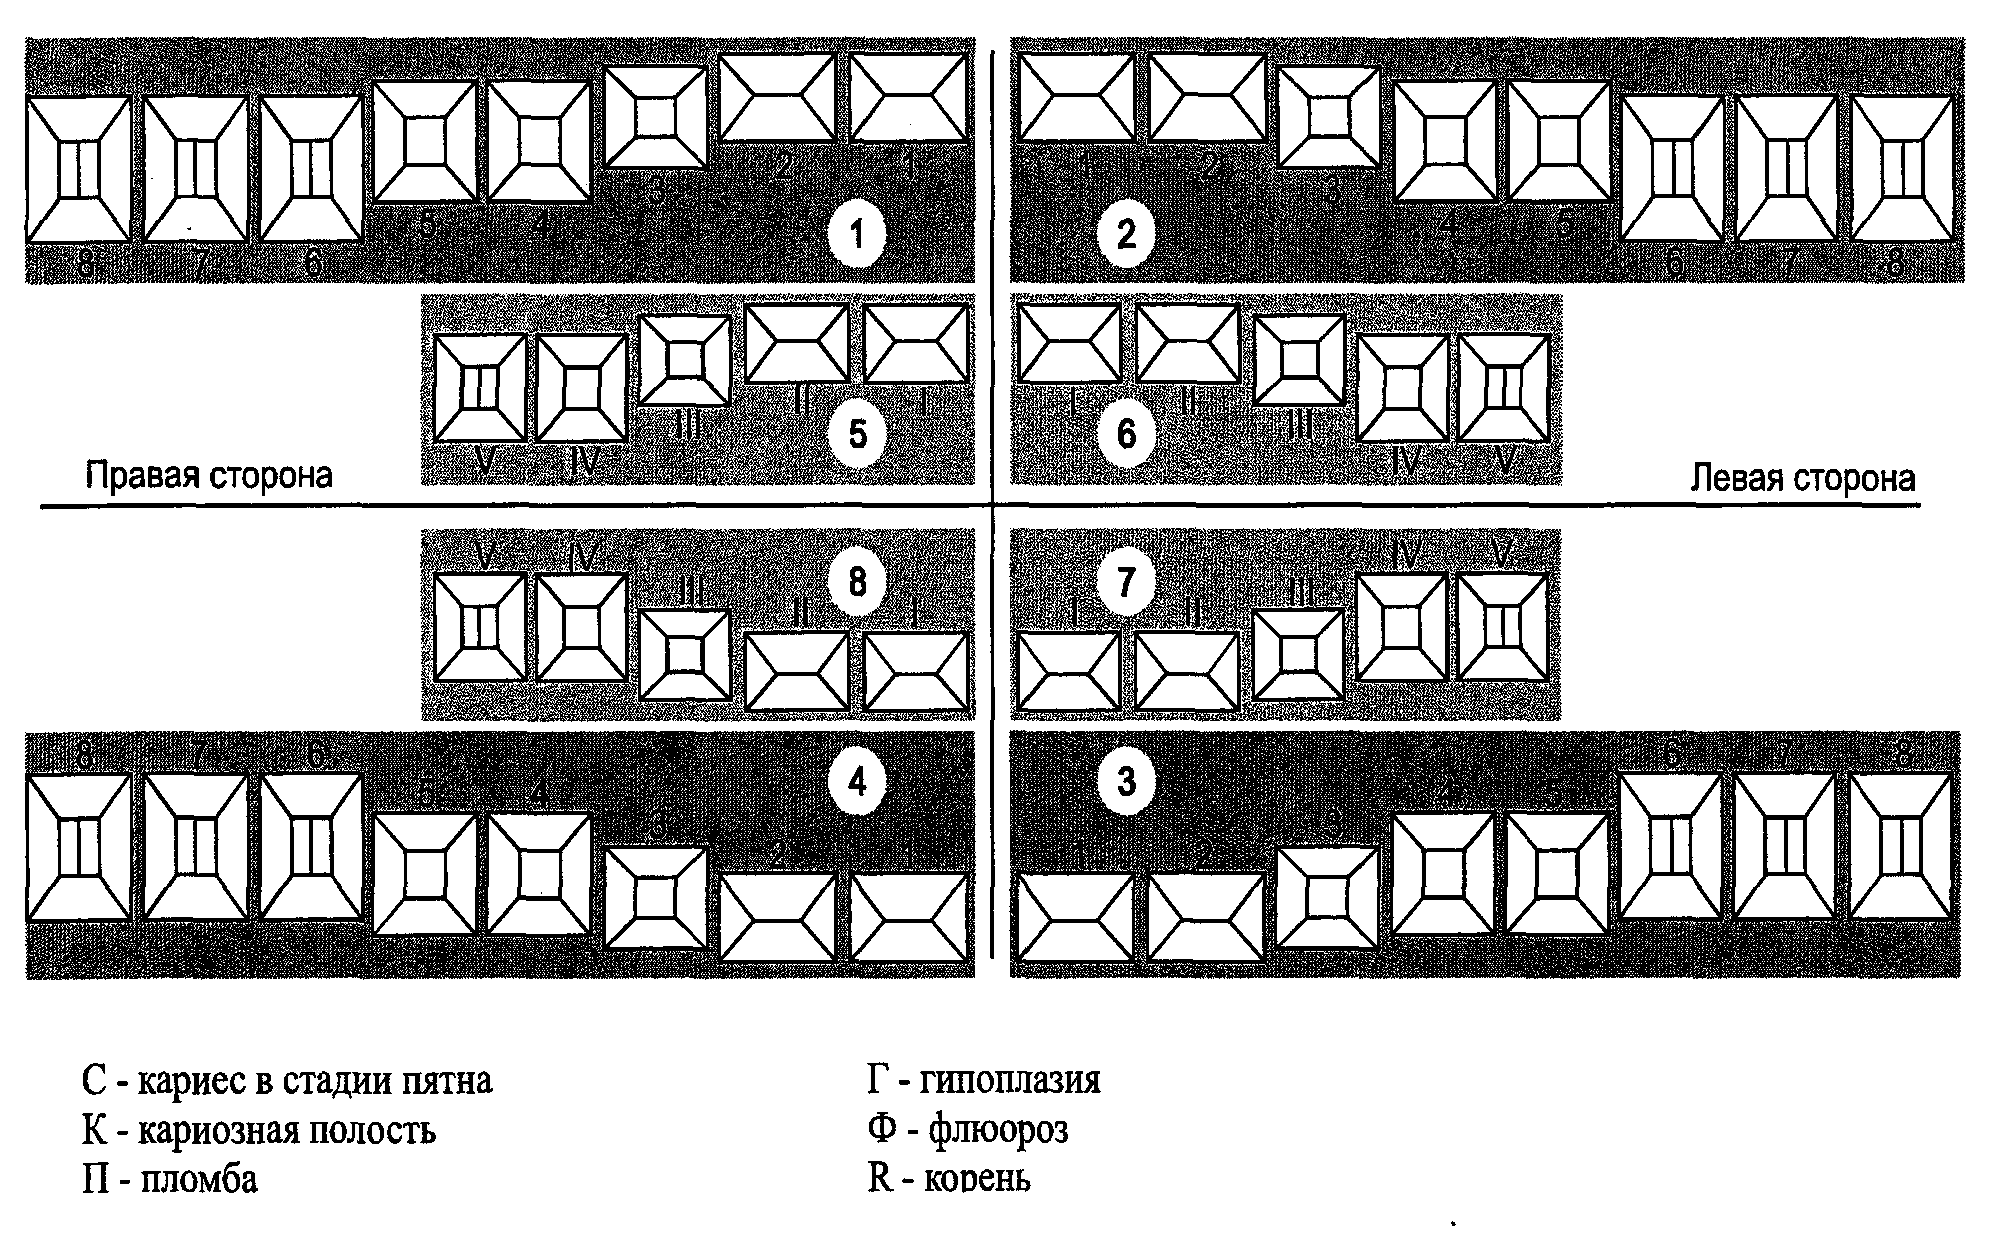 2 1 1 2
3 3
5 4 4 5
1 2
8 7 6 6 7 8
II I I II
III III
5 6
V IV IV V
Правая сторона Левая сторона
V IV IV V
8 7
III III
II I I II
8 7 6 6 7 8
4 3
5 4 4 5
3 3
2 2
С - кариес в стадии пятна
К - кариозная полость
П - пломба
Г - гипоплазия
Ф - флюороз
R - корень